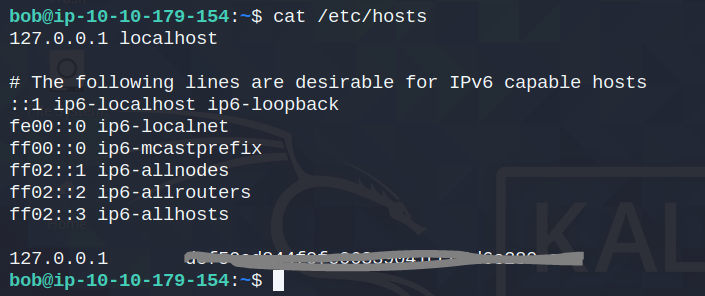 bob@ip-10-10-179-154:~$ cat /etc/hosts
127.0.0.1 localhost
# The following lines are desirable for IPv6 capable hosts
::1 ip6-localhost ip6-loopback
fe00::0 ip6-localnet
ff00::0 ip6-mcastprefix
ff02::1 ip6-allnodes
ff02::2 ip6-allrouters
ff02::3 ip6-allhosts
127.0.0.1
bob@ip-10-10-179-154:~$
KAL